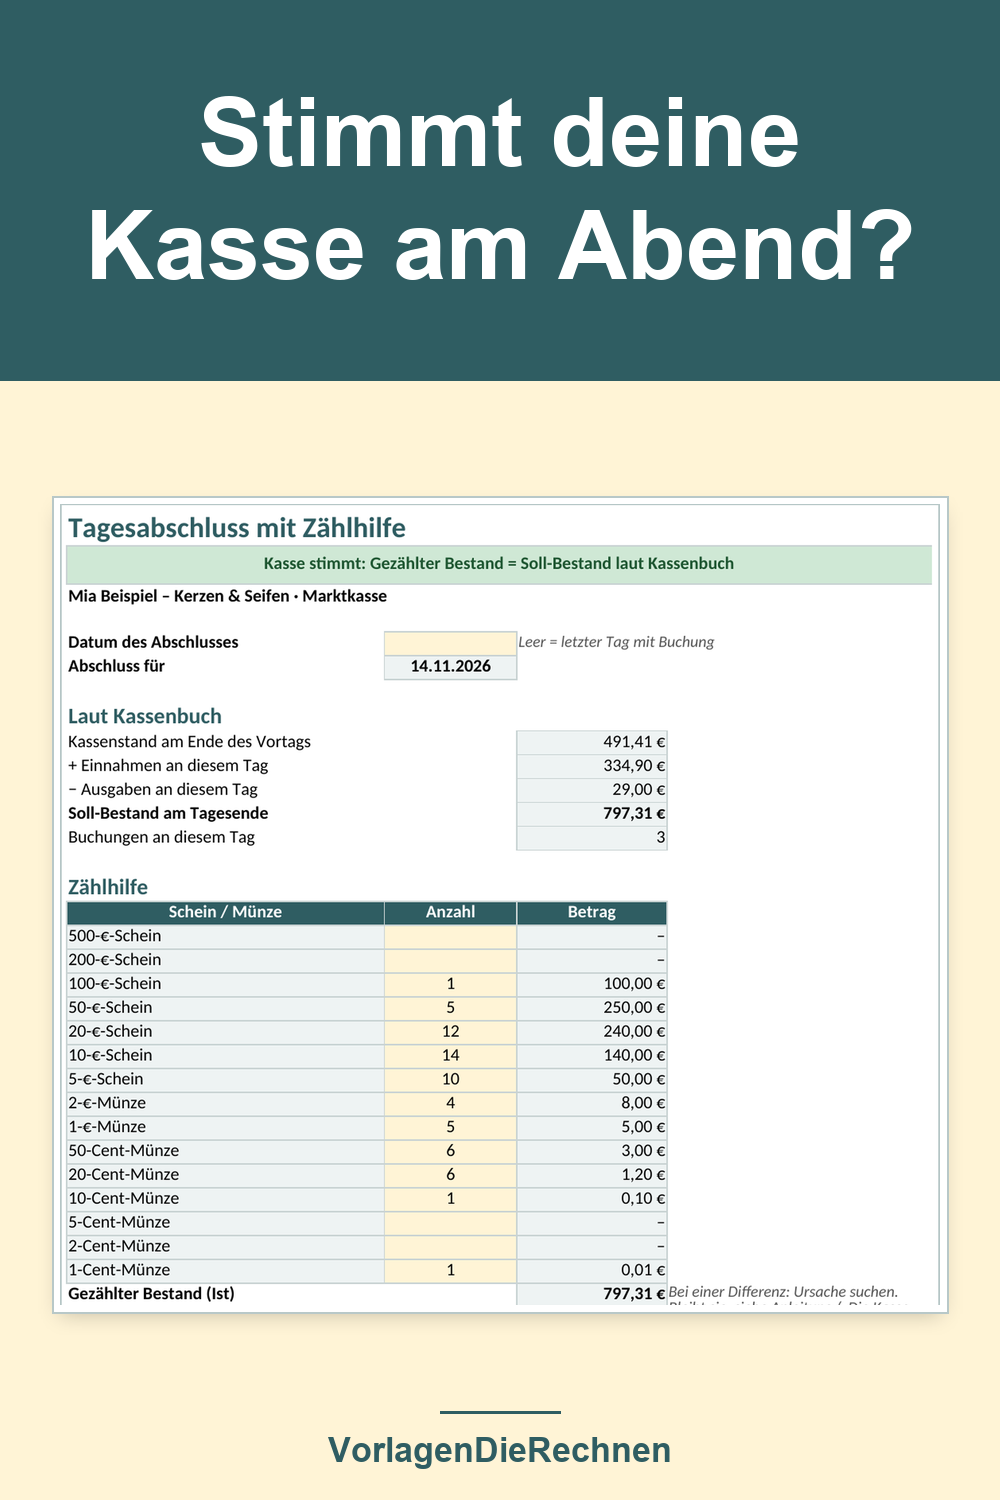 Stimmt deine
Kasse am Abend?
Tagesabschluss mit Zählhilfe
Kasse stimmt: Gezählter Bestand = Soll-Bestand laut Kassenbuch
Mia Beispiel – Kerzen & Seifen · Marktkasse
Datum des Abschlusses Leer = letzter Tag mit Buchung
Abschluss für 14.11.2026
Laut Kassenbuch
Kassenstand am Ende des Vortags 491,41 €
+ Einnahmen an diesem Tag 334,90 €
− Ausgaben an diesem Tag 29,00 €
Soll-Bestand am Tagesende 797,31 €
Buchungen an diesem Tag 3
Zählhilfe
Schein / Münze Anzahl Betrag
500-€-Schein –
200-€-Schein –
100-€-Schein 1 100,00 €
50-€-Schein 5 250,00 €
20-€-Schein 12 240,00 €
10-€-Schein 14 140,00 €
5-€-Schein 10 50,00 €
2-€-Münze 4 8,00 €
1-€-Münze 5 5,00 €
50-Cent-Münze 6 3,00 €
20-Cent-Münze 6 1,20 €
10-Cent-Münze 1 0,10 €
5-Cent-Münze –
2-Cent-Münze –
1-Cent-Münze 1 0,01 €
Gezählter Bestand (Ist) 797,31 € Bei einer Differenz: Ursache suchen.
VorlagenDieRechnen